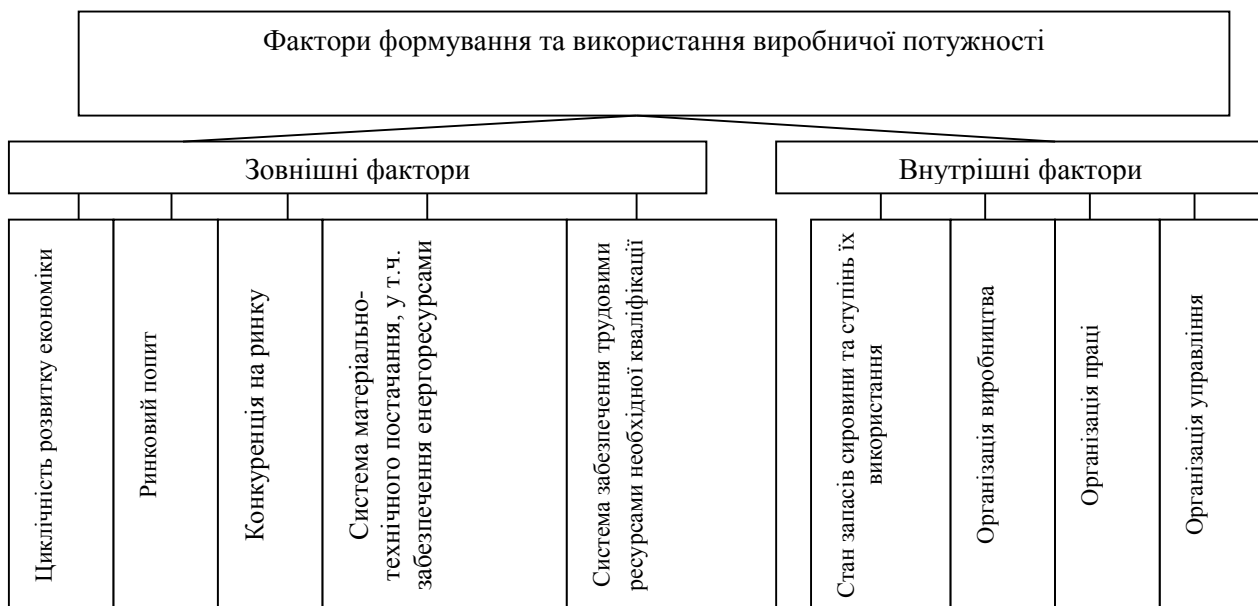 Фактори формування та використання виробничої потужності
Зовнішні фактори
Внутрішні фактори
Циклічність розвитку економіки
Ринковий попит
Конкуренція на ринку
Система матеріально-
технічного постачання, у т.ч.
забезпечення енергоресурсами
Система забезпечення трудовими
ресурсами необхідної кваліфікації
Стан запасів сировини та ступінь їх
використання
Організація виробництва
Організація праці
Організація управління